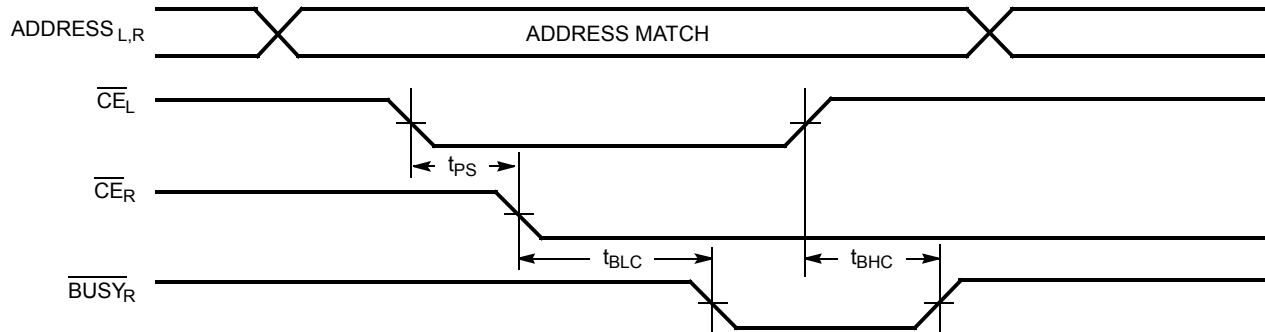 ADDRESS L,R
ADDRESS MATCH
CEL
tPS
CER
tBLC
tBHC
BUSYR